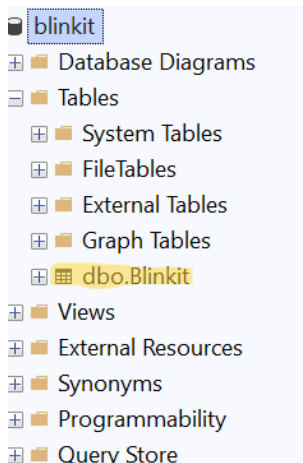 blinkit
Database Diagrams
Tables
System Tables
FileTables
External Tables
Graph Tables
dbo.Blinkit
Views
External Resources
Synonyms
Programmability
Query Store